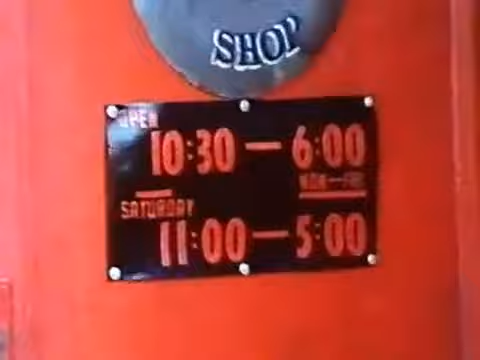 SHOP
OPEN
10:30 — 6:00
MON—FRI
SATURDAY
11:00 — 5:00